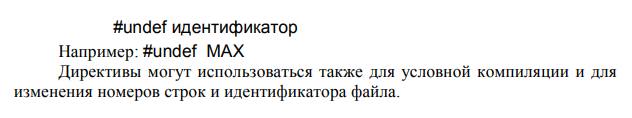 #undef идентификатор
Например: #undef MAX
Директивы могут использоваться также для условной компиляции и для
изменения номеров строк и идентификатора файла.